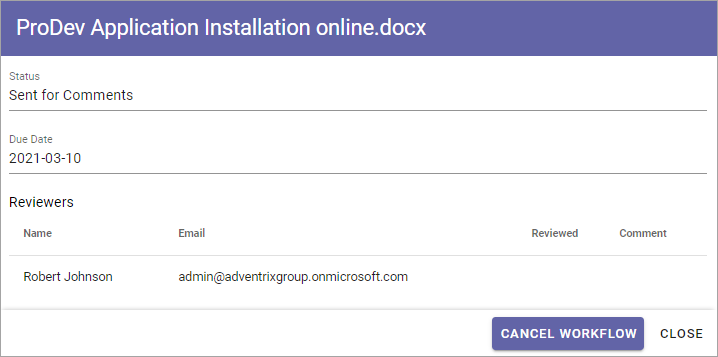 ProDev Application Installation online.docx
Status
Sent for Comments
Due Date
2021-03-10
Reviewers
Name Email Reviewed Comment
Robert Johnson admin@adventrixgroup.onmicrosoft.com
CANCEL WORKFLOW CLOSE